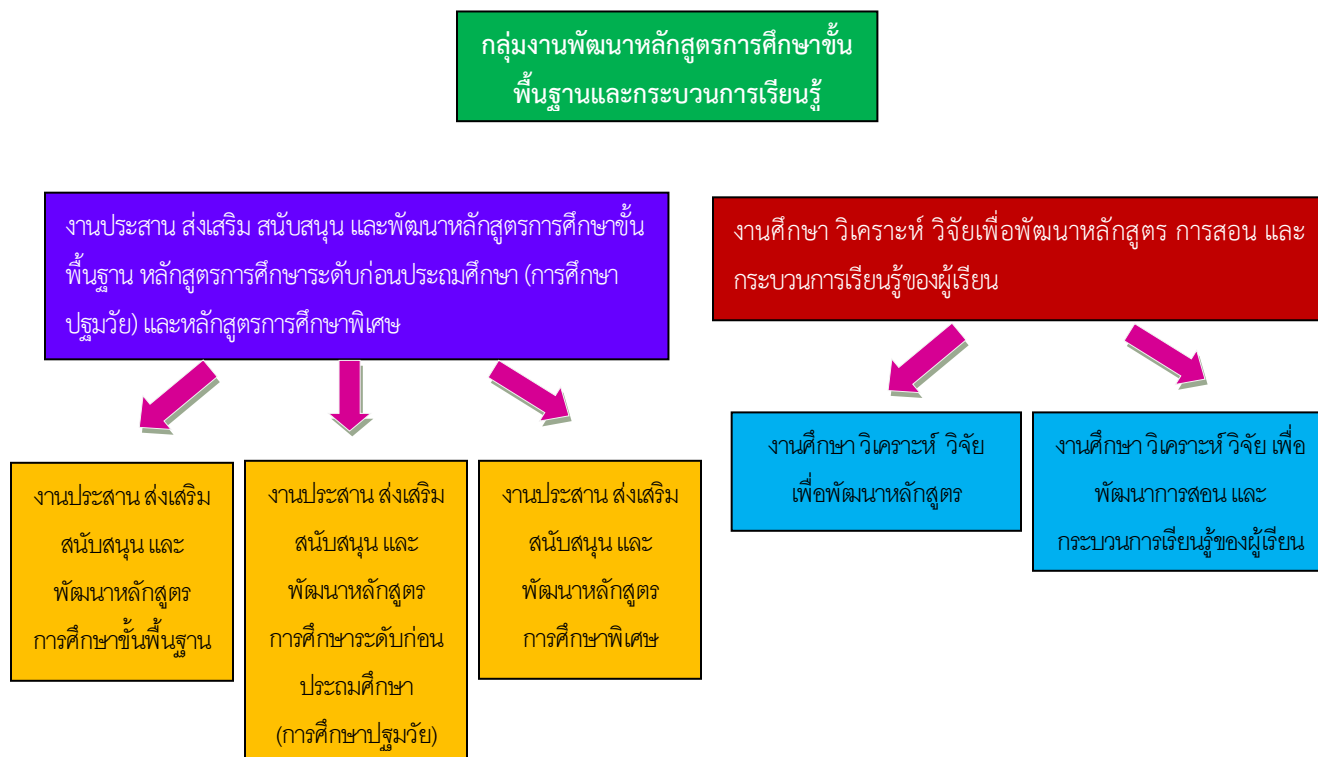 กลุ่มงานพัฒนาหลักสูตรการศึกษาขั้น
พื้นฐานและกระบวนการเรียนรู้
งานประสาน ส่งเสริม สนับสนุน และพัฒนาหลักสูตรการศึกษาขั้น
พื้นฐาน หลักสูตรการศึกษาระดับก่อนประถมศึกษา (การศึกษา
ปฐมวัย) และหลักสูตรการศึกษาพิเศษ
งานศึกษา วิเคราะห์ วิจัยเพื่อพัฒนาหลักสูตร การสอน และ
กระบวนการเรียนรู้ของผู้เรียน
งานประสาน ส่งเสริม
สนับสนุน และ
พัฒนาหลักสูตร
การศึกษาขั้นพื้นฐาน
งานประสาน ส่งเสริม
สนับสนุน และ
พัฒนาหลักสูตร
การศึกษาระดับก่อน
ประถมศึกษา
(การศึกษาปฐมวัย)
งานประสาน ส่งเสริม
สนับสนุน และ
พัฒนาหลักสูตร
การศึกษาพิเศษ
งานศึกษา วิเคราะห์ วิจัย
เพื่อพัฒนาหลักสูตร
งานศึกษา วิเคราะห์ วิจัย เพื่อ
พัฒนาการสอน และ
กระบวนการเรียนรู้ของผู้เรียน